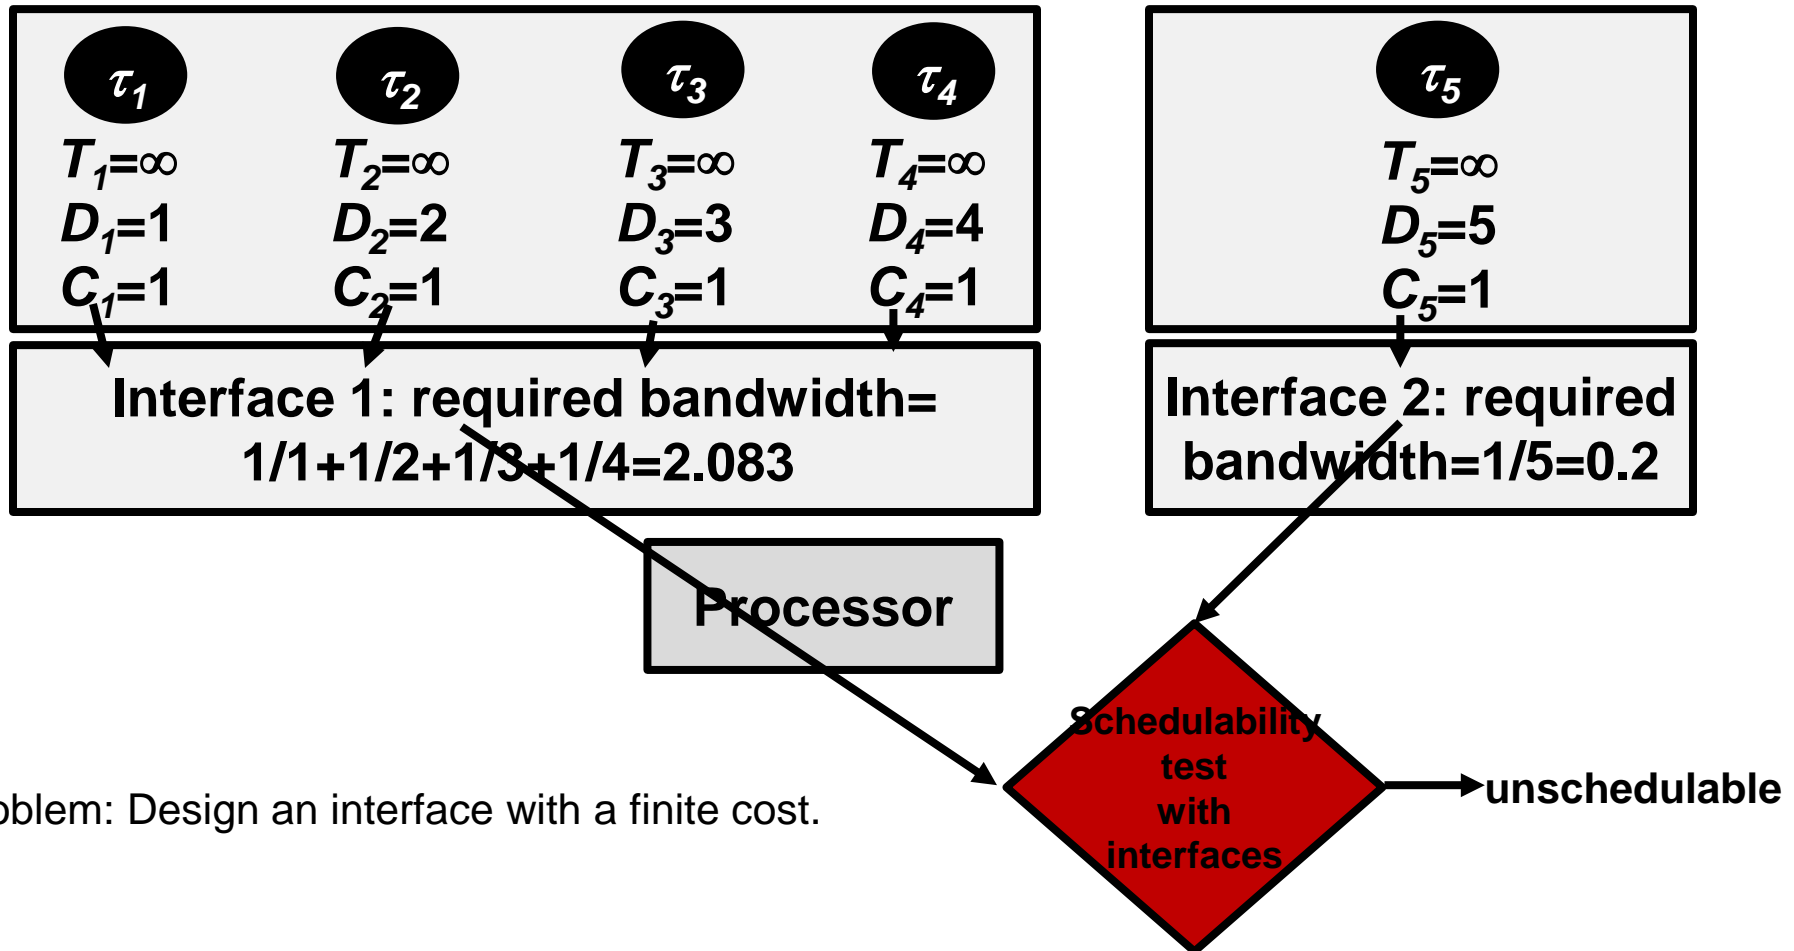 τ1 τ2 τ3 τ4 τ5
T1=∞ T2=∞ T3=∞ T4=∞ T5=∞
D1=1 D2=2 D3=3 D4=4 D5=5
C1=1 C2=1 C3=1 C4=1 C5=1
Interface 1: required bandwidth=
1/1+1/2+1/3+1/4=2.083
Interface 2: required
bandwidth=1/5=0.2
Processor
Schedulability
test
with
interfaces
unschedulable
oblem: Design an interface with a finite cost.